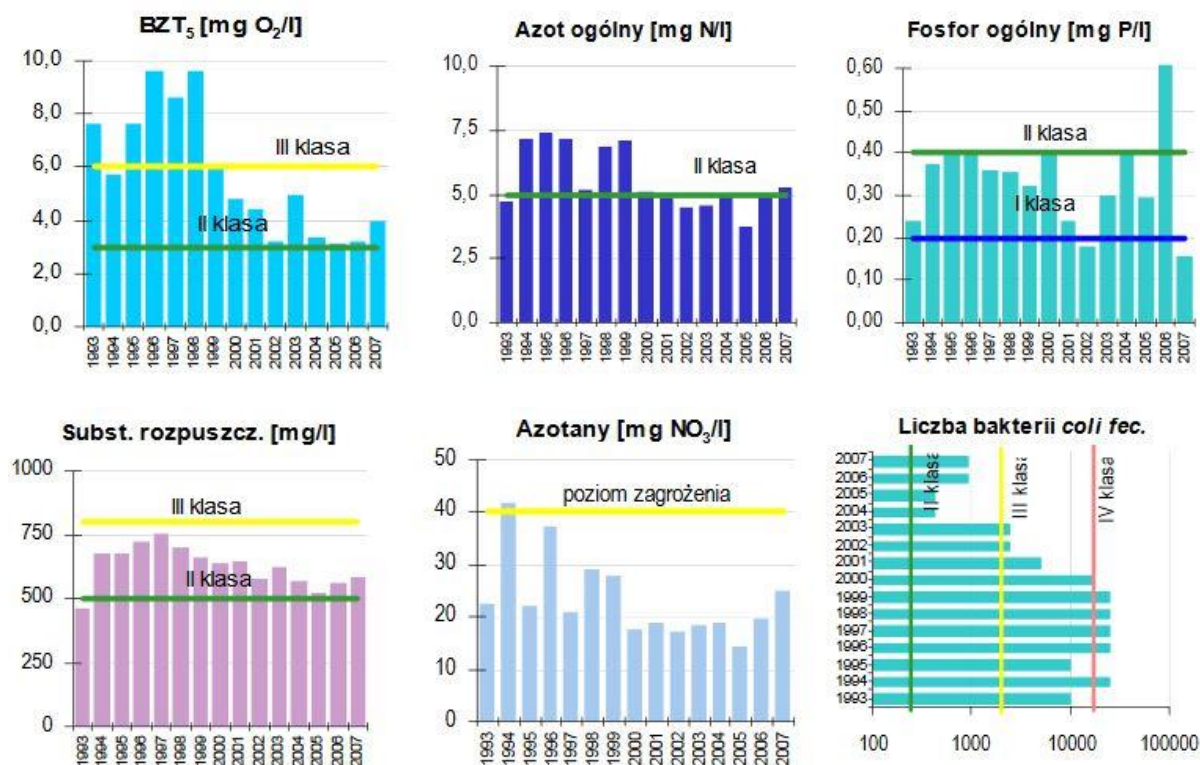 BZT₅ [mg O₂/l]
10,0
8,0
6,0
4,0
2,0
0,0
III klasa
II klasa
1993 1994 1995 1996 1997 1998 1999 2000 2001 2002 2003 2004 2005 2006 2007
Azot ogólny [mg N/l]
10,0
7,5
5,0
2,5
0,0
II klasa
1993 1994 1995 1996 1997 1998 1999 2000 2001 2002 2003 2004 2005 2006 2007
Fosfor ogólny [mg P/l]
0,60
0,50
0,40
0,30
0,20
0,10
0,00
II klasa
I klasa
1993 1994 1995 1996 1997 1998 1999 2000 2001 2002 2003 2004 2005 2006 2007
Subst. rozpuszcz. [mg/l]
1000
750
500
250
0
III klasa
II klasa
1993 1994 1995 1996 1997 1998 1999 2000 2001 2002 2003 2004 2005 2006 2007
Azotany [mg NO₃/l]
50
40
30
20
10
0
poziom zagrożenia
1993 1994 1995 1996 1997 1998 1999 2000 2001 2002 2003 2004 2005 2006 2007
Liczba bakterii coli fec.
2007
2006
2005
2004
2003
2002
2001
2000
1999
1998
1997
1996
1995
1994
1993
II klasa
III klasa
IV klasa
100 1000 10000 100000